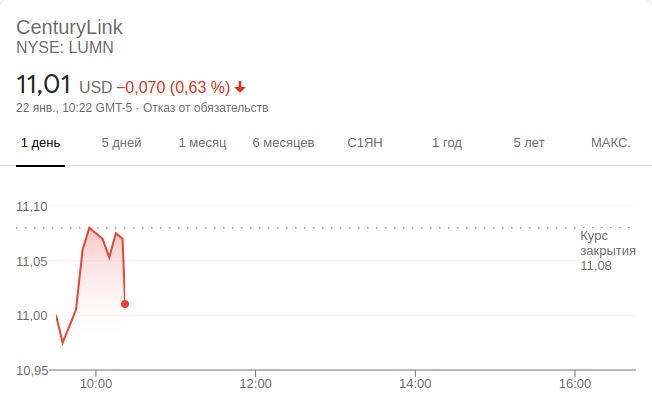 CenturyLink
NYSE: LUMN
11,01 USD −0,070 (0,63 %)
22 янв., 10:22 GMT-5 · Отказ от обязательств
1 день 5 дней 1 месяц 6 месяцев С1ЯН 1 год 5 лет МАКС.
11,10
Курс
закрытия
11,08
11,05
11,00
10,95
10:00 12:00 14:00 16:00